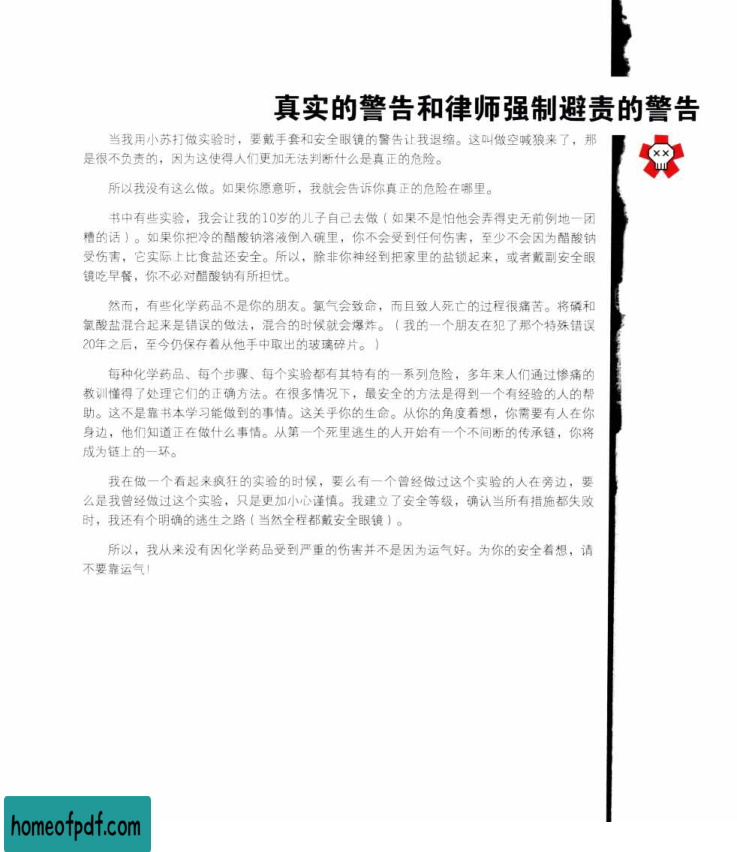 真实的警告和律师强制避责的警告
当我用小苏打做实验时，要戴手套和安全眼镜的警告让我退缩。这叫做空喊狼来了，那
是很不负责的，因为这使得人们更加无法判断什么是真正的危险。
所以我没有这么做。如果你愿意听，我就会告诉你真正的危险在哪里。
书中有些实验，我会让我的10岁的儿子自己去做（如果不是怕他会弄得史无前例地一团
糟的话）。如果你把冷的醋酸钠溶液倒入碗里，你不会受到任何伤害，至少不会因为醋酸钠
受伤害，它实际上比食盐还安全。所以，除非你神经到把家里的盐锁起来，或者戴副安全眼
镜吃早餐，你不必对醋酸钠有所担忧。
然而，有些化学药品不是你的朋友。氯气会致命，而且致人死亡的过程很痛苦。将磷和
氯酸盐混合起来是错误的做法，混合的时候就会爆炸。（我的一个朋友在犯了那个特殊错误
20年之后，至今仍保存着从他手中取出的玻璃碎片。）
每种化学药品、每个步骤、每个实验都有其特有的一系列危险，多年来人们通过惨痛的
教训懂得了处理它们的正确方法。在很多情况下，最安全的方法是得到一个有经验的人的帮
助。这不是靠书本学习能做到的事情。这关乎你的生命。从你的角度着想，你需要有人在你
身边，他们知道正在做什么事情。从第一个死里逃生的人开始有一个不间断的传承链，你将
成为链上的一环。
我在做一个看起来疯狂的实验的时候，要么有一个曾经做过这个实验的人在旁边，要
么是我曾经做过这个实验，只是更加小心谨慎。我建立了安全等级，确认当所有措施都失败
时，我还有个明确的逃生之路（当然全程都戴安全眼镜）。
所以，我从来没有因化学药品受到严重的伤害并不是因为运气好。为你的安全着想，请
不要靠运气！
homeofpdf.com